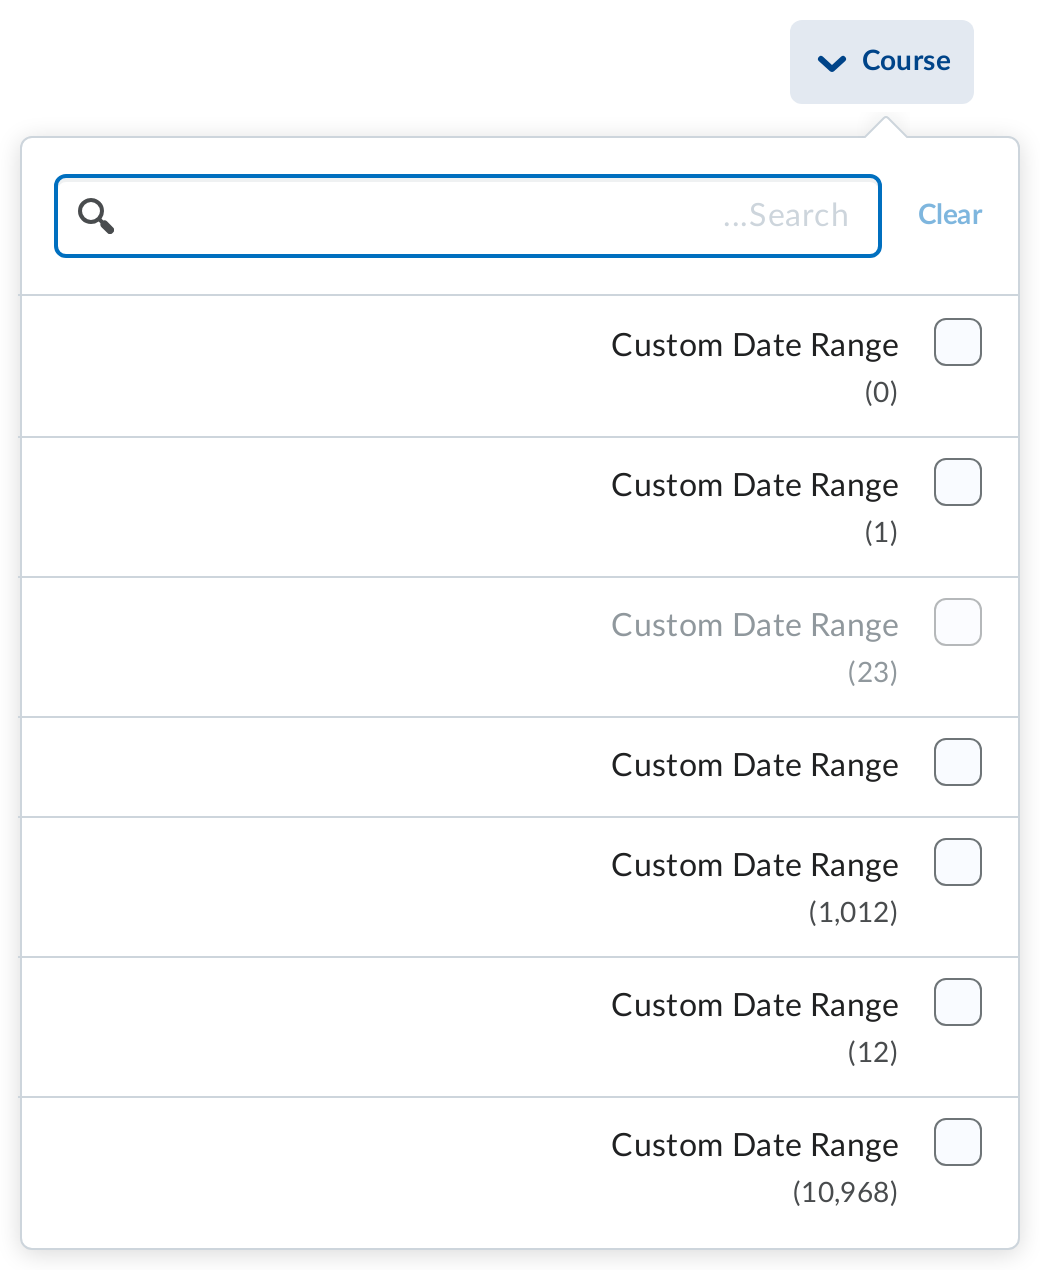 Course
...Search
Clear
Custom Date Range
(0)
Custom Date Range
(1)
Custom Date Range
(23)
Custom Date Range
Custom Date Range
(1,012)
Custom Date Range
(12)
Custom Date Range
(10,968)